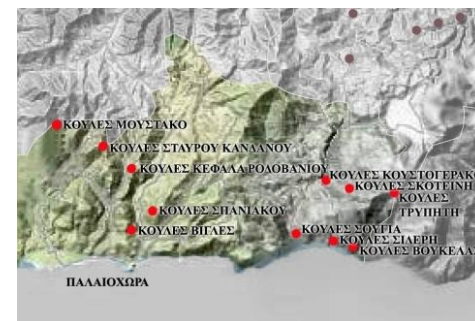 ΚΟΥΛΕΣ ΜΟΥΣΤΑΚΟ
ΚΟΥΛΕΣ ΣΤΑΥΡΟΥ ΚΑΝΔΑΝΟΥ
ΚΟΥΛΕΣ ΚΕΦΑΛΑ ΡΟΔΟΒΑΝΙΟΥ
ΚΟΥΛΕΣ ΚΟΥΣΤΟΓΕΡΑΚΟ
ΚΟΥΛΕΣ ΣΚΟΤΕΙΝΗ
ΚΟΥΛΕΣ
ΤΡΥΠΗΤΗ
ΚΟΥΛΕΣ ΣΠΑΝΙΑΚΟΥ
ΚΟΥΛΕΣ ΒΙΓΛΕΣ
ΚΟΥΛΕΣ ΣΟΥΓΙΑ
ΚΟΥΛΕΣ ΣΙΛΕΡΗ
ΚΟΥΛΕΣ ΒΟΥΚΕΛΑ
ΠΑΛΑΙΟΧΩΡΑ